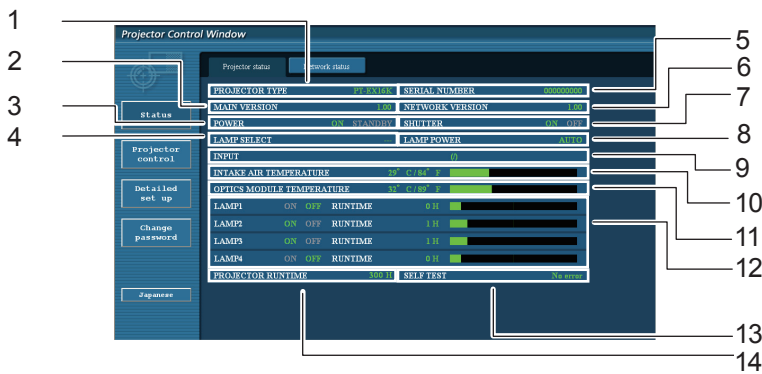 1
2
3
4
5
6
7
8
9
10
11
12
13
14
Projector Control Window
Projector status
Network status
Status
Projector control
Detailed set up
Change password
Japanese
PROJECTOR TYPE PT-EX16K SERIAL NUMBER 000000000
MAIN VERSION 1.00 NETWORK VERSION 1.00
POWER ON STANDBY SHUTTER ON OFF
LAMP SELECT LAMP POWER AUTO
INPUT (/)
INTAKE AIR TEMPERATURE 29° C / 84° F
OPTICS MODULE TEMPERATURE 32° C / 89° F
LAMP1 ON OFF RUNTIME 0 H
LAMP2 ON OFF RUNTIME 1 H
LAMP3 ON OFF RUNTIME 1 H
LAMP4 ON OFF RUNTIME 0 H
PROJECTOR RUNTIME 300 H SELF TEST No error